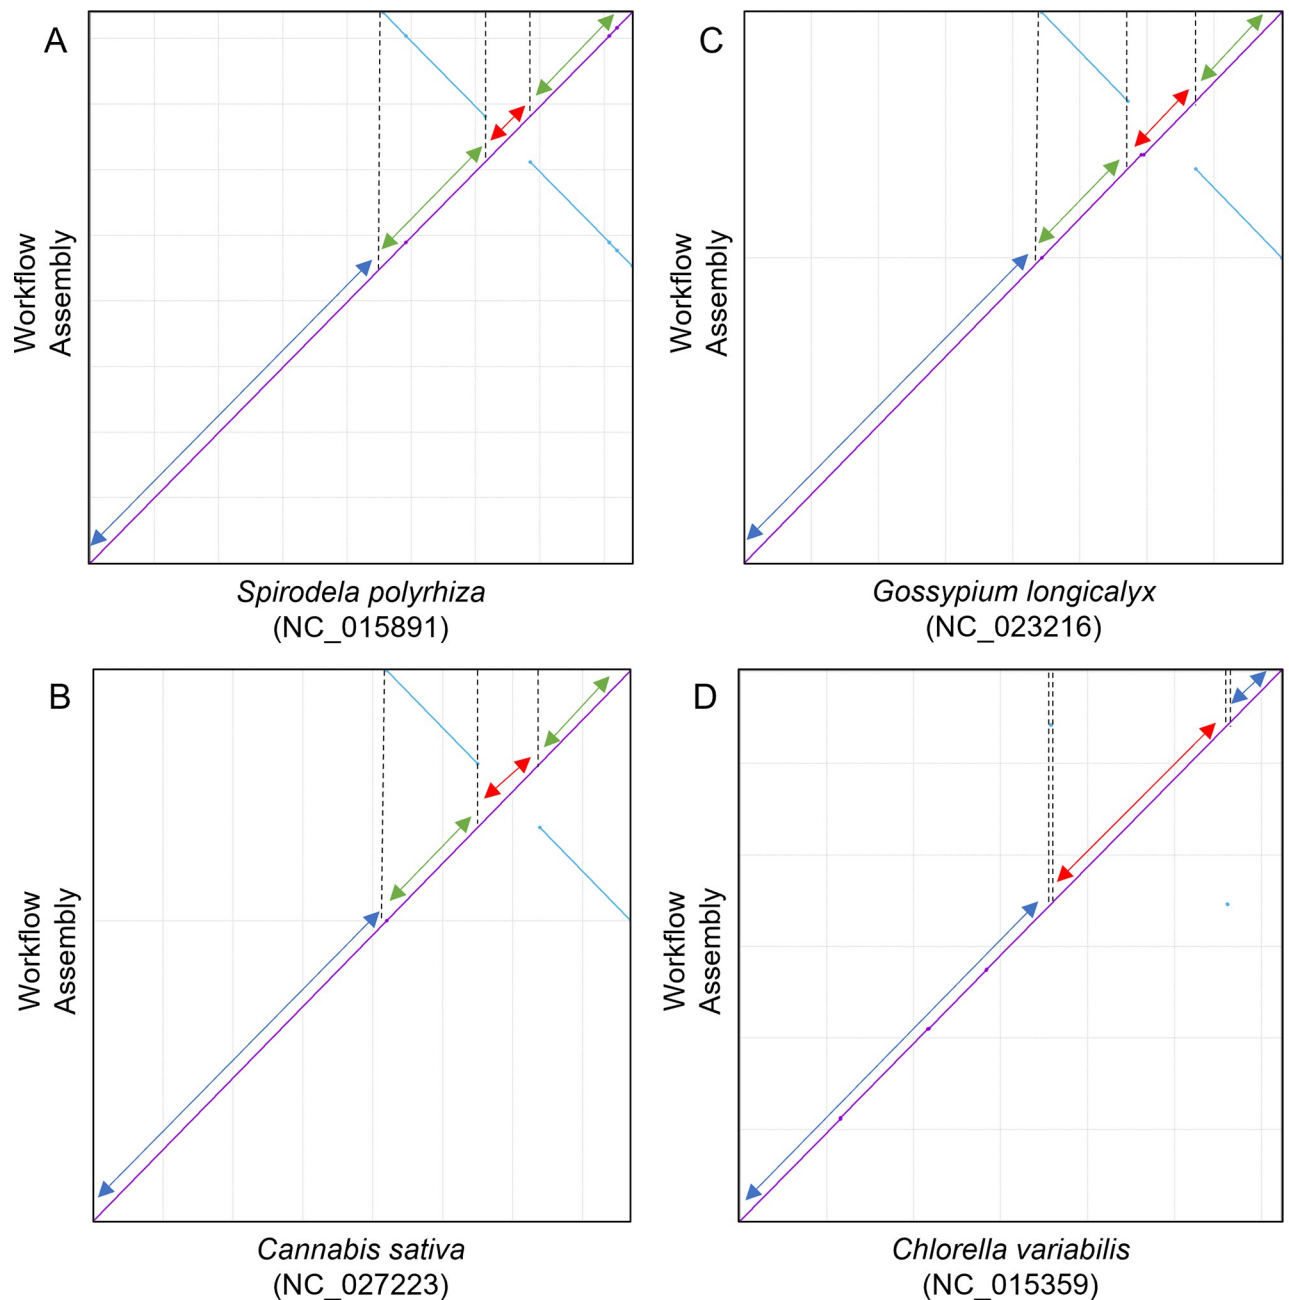 A
Workflow
Assembly
Spirodela polyrhiza
(NC_015891)
C
Workflow
Assembly
Gossypium longicalyx
(NC_023216)
B
Workflow
Assembly
Cannabis sativa
(NC_027223)
D
Workflow
Assembly
Chlorella variabilis
(NC_015359)